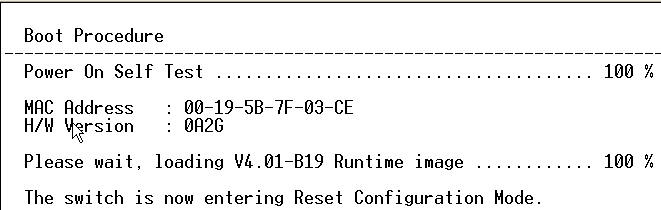 Boot Procedure
-------------------------------------------------------------------------------
Power On Self Test ...................................... 100 %
MAC Address   : 00-19-5B-7F-03-CE
H/W Version   : 0A2G
Please wait, loading V4.01-B19 Runtime image ............ 100 %
The switch is now entering Reset Configuration Mode.